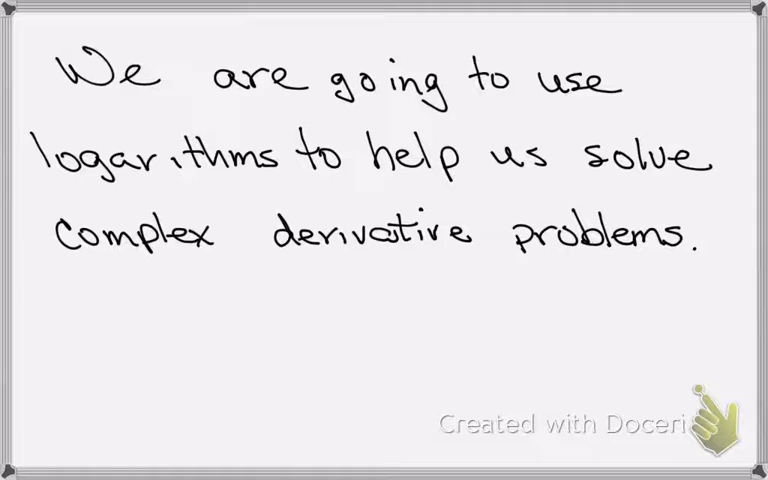 We are going to use
logarithms to help us solve
complex derivative problems.
Created with Doceri